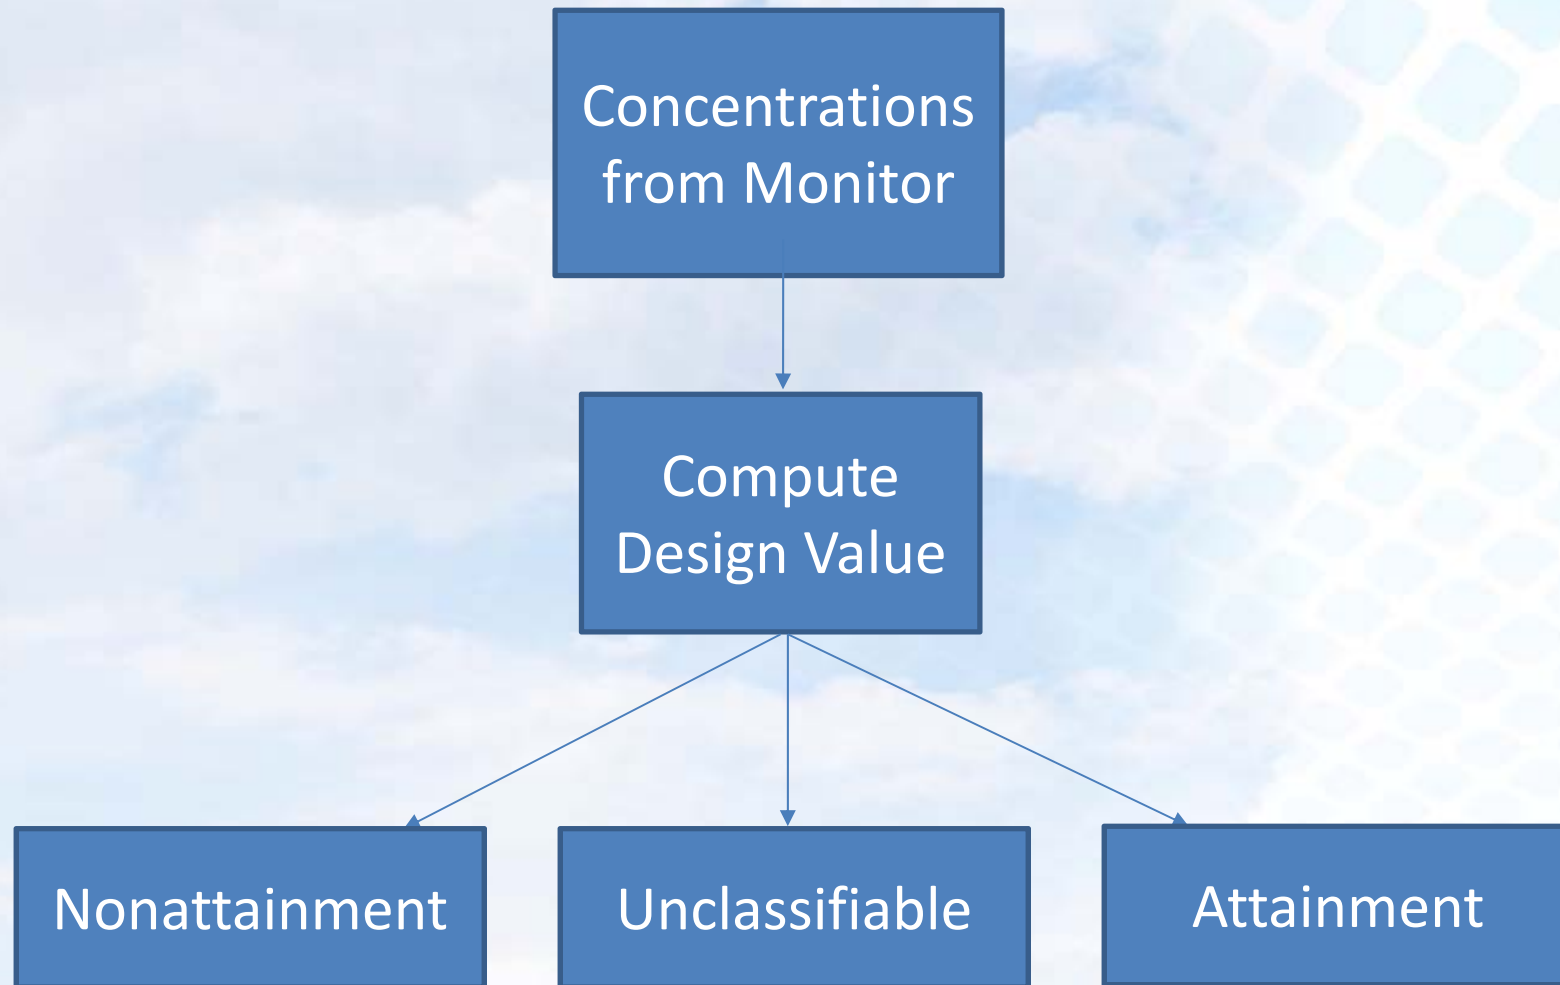 Concentrations
from Monitor
Compute
Design Value
Nonattainment
Unclassifiable
Attainment